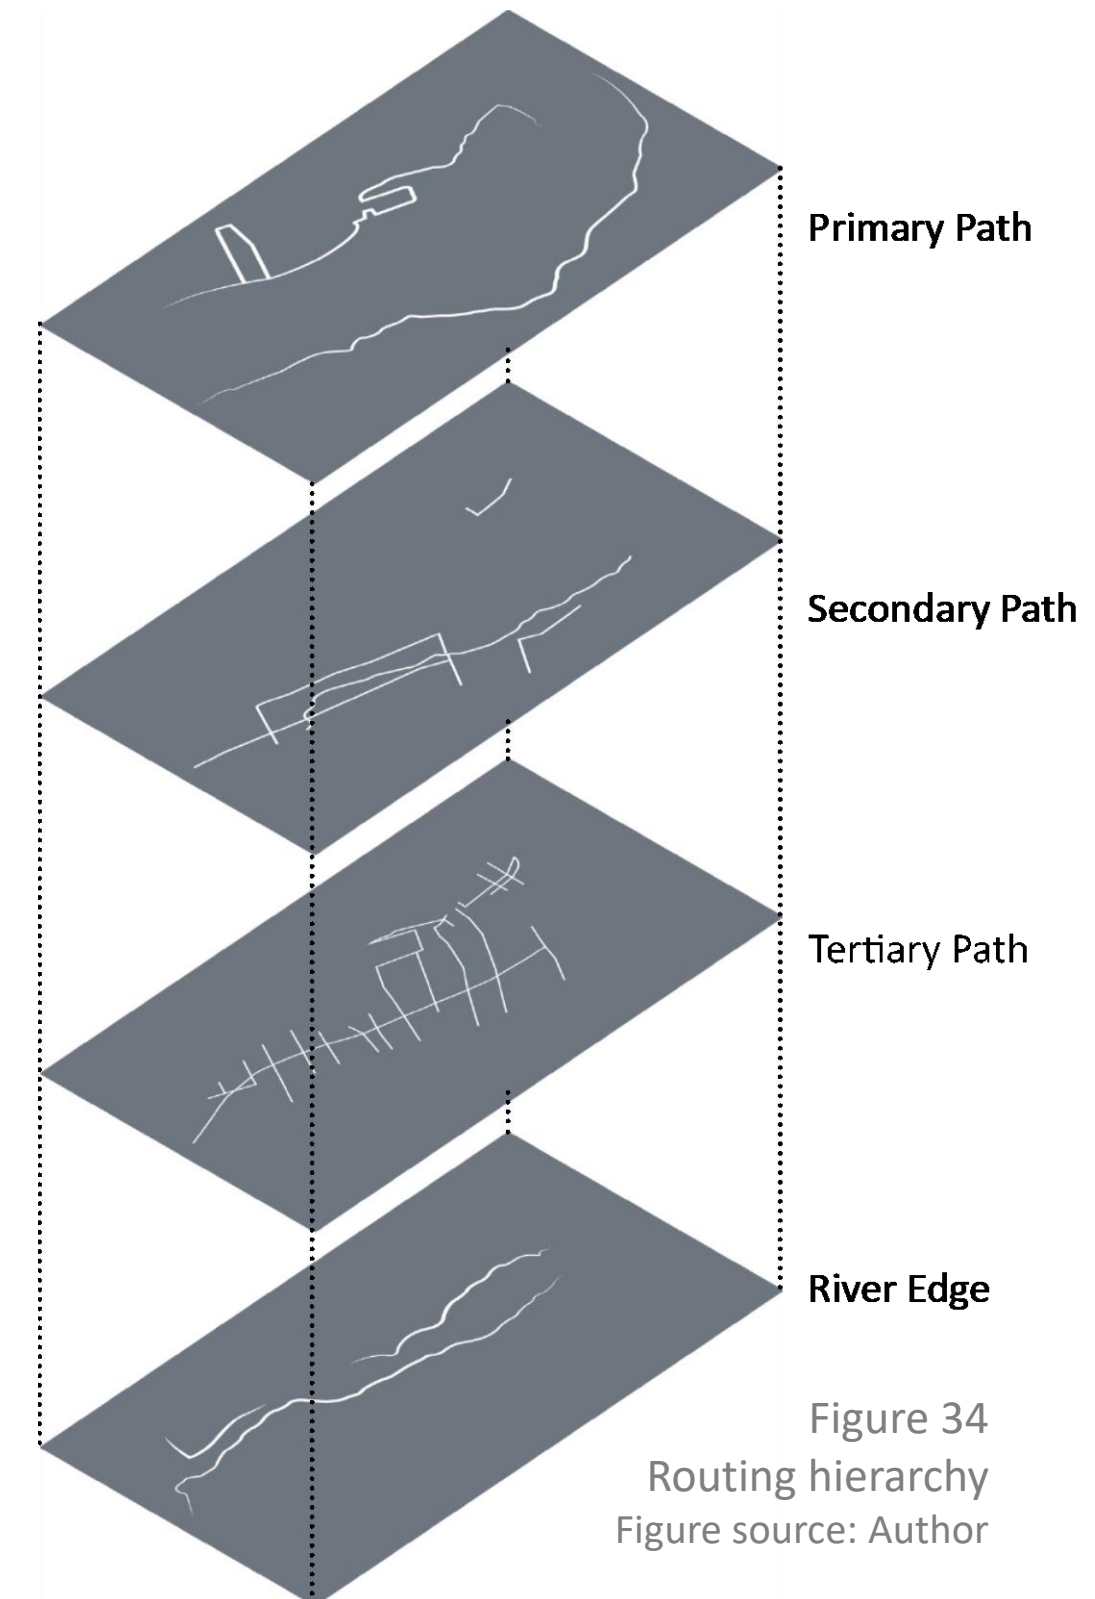 Primary Path
Secondary Path
Tertiary Path
River Edge
Figure 34
Routing hierarchy
Figure source: Author